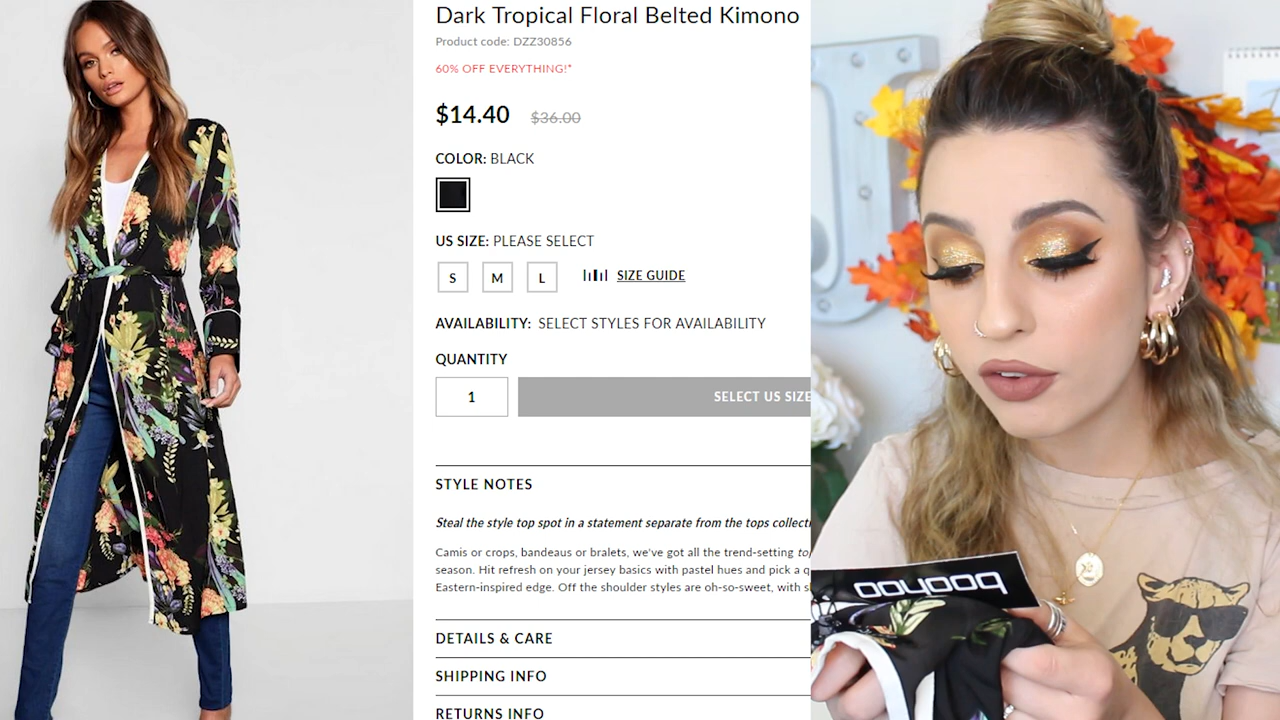 Dark Tropical Floral Belted Kimono
Product code: DZZ30856
60% OFF EVERYTHING!*
$14.40 $36.00
COLOR: BLACK
US SIZE: PLEASE SELECT
S M L SIZE GUIDE
AVAILABILITY: SELECT STYLES FOR AVAILABILITY
QUANTITY
1 SELECT US SIZE
STYLE NOTES
Steal the style top spot in a statement separate from the tops collect
Camis or crops, bandeaus or bralets, we've got all the trend-setting to
season. Hit refresh on your jersey basics with pastel hues and pick a
Eastern-inspired edge. Off the shoulder styles are oh-so-sweet, with
DETAILS & CARE
SHIPPING INFO
RETURNS INFO
boohoo